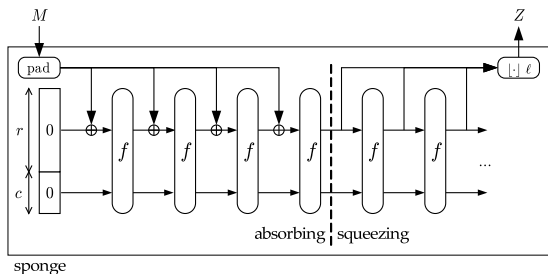 M
Z
pad
⌊·⌋ ℓ
r
0
f f f f f f
c
0
...
absorbing squeezing
sponge